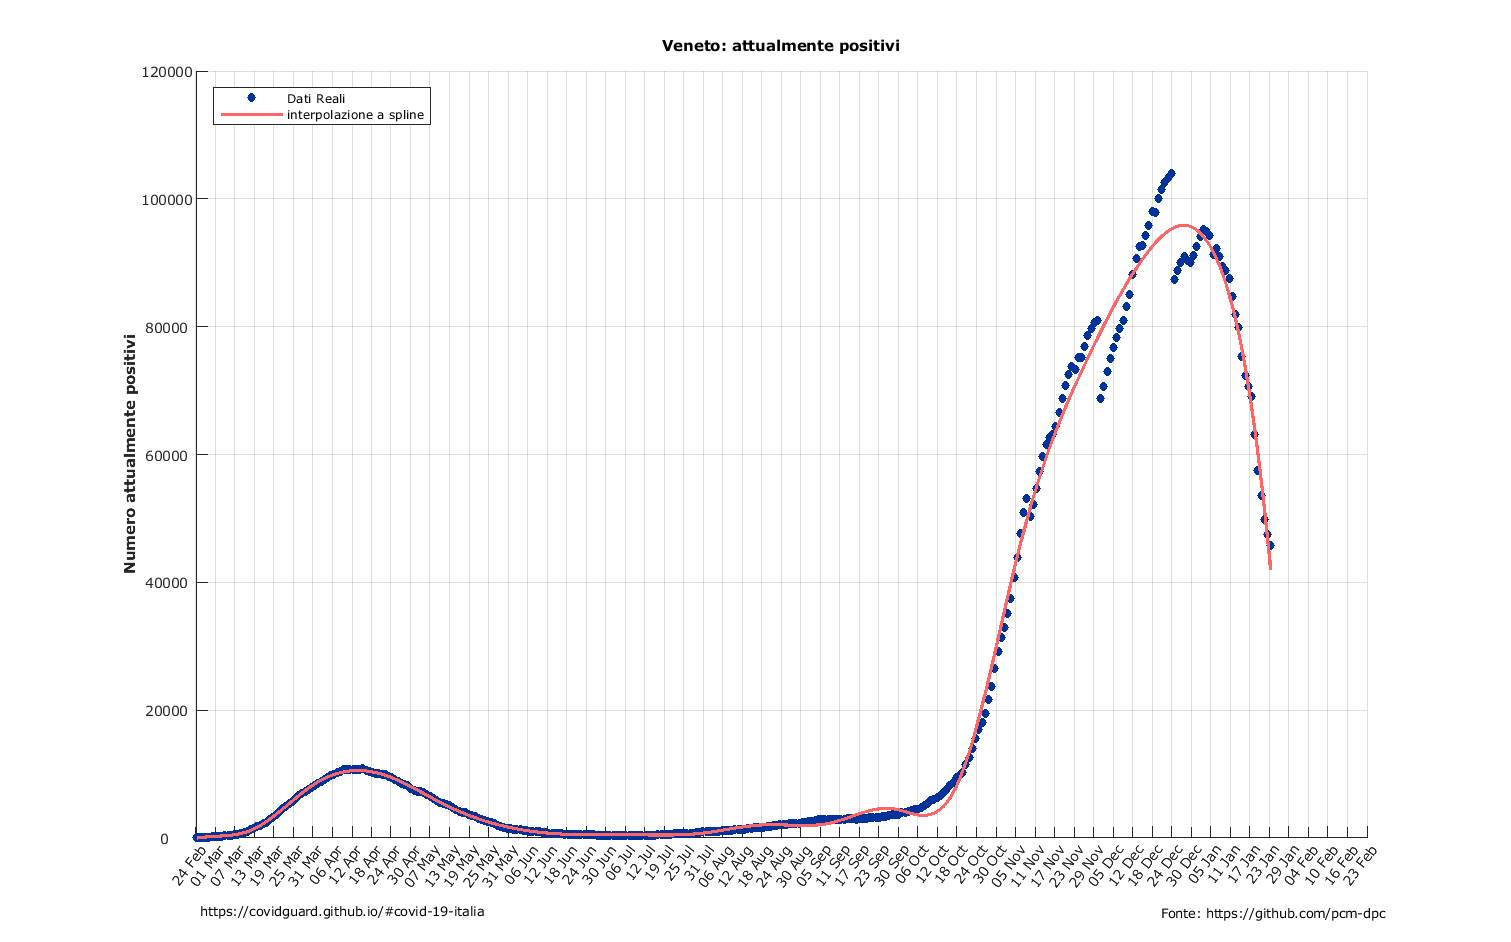 Veneto: attualmente positivi
120000
100000
80000
60000
40000
20000
0
Dati Reali
interpolazione a spline
Numero attualmente positivi
24 Feb
01 Mar
07 Mar
13 Mar
19 Mar
25 Mar
31 Mar
06 Apr
12 Apr
18 Apr
24 Apr
30 Apr
07 May
13 May
19 May
25 May
31 May
06 Jun
12 Jun
18 Jun
24 Jun
30 Jun
06 Jul
12 Jul
19 Jul
25 Jul
31 Jul
06 Aug
12 Aug
18 Aug
24 Aug
30 Aug
05 Sep
11 Sep
17 Sep
23 Sep
30 Sep
06 Oct
12 Oct
18 Oct
24 Oct
30 Oct
05 Nov
11 Nov
17 Nov
23 Nov
29 Nov
05 Dec
12 Dec
18 Dec
24 Dec
30 Dec
05 Jan
11 Jan
17 Jan
23 Jan
29 Jan
04 Feb
10 Feb
16 Feb
23 Feb
https://covidguard.github.io/#covid-19-italia
Fonte: https://github.com/pcm-dpc